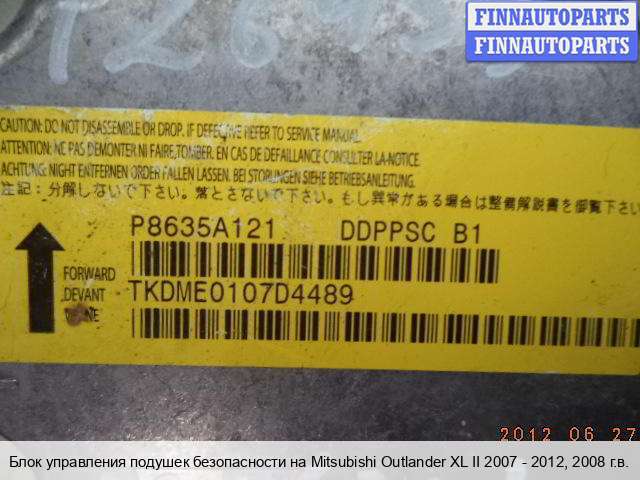 FINNAUTOPARTS
FINNAUTOPARTS
CAUTION: DO NOT DISASSEMBLE OR DROP. IF DEFECTIVE REFER TO SERVICE MANUAL.
ATTENTION: NE PAS DEMONTER NI FAIRE TOMBER. EN CAS DE DEFAILLANCE CONSULTER LA-NOTICE.
ACHTUNG: NIGHT ENTFERNEN ODER FALLEN LASSEN. BEI STORUNGEN SIEHE BETRIEBSANLEITUNG.
注記: 分解しないで下さい。落とさないで下さい。もし異常がある場合は整備解説書を御覧下さい
P8635A121 DDPPSC B1
FORWARD
DEVANT TKDME0107D4489
2012 06 27
Блок управления подушек безопасности на Mitsubishi Outlander XL II 2007 - 2012, 2008 г.в.